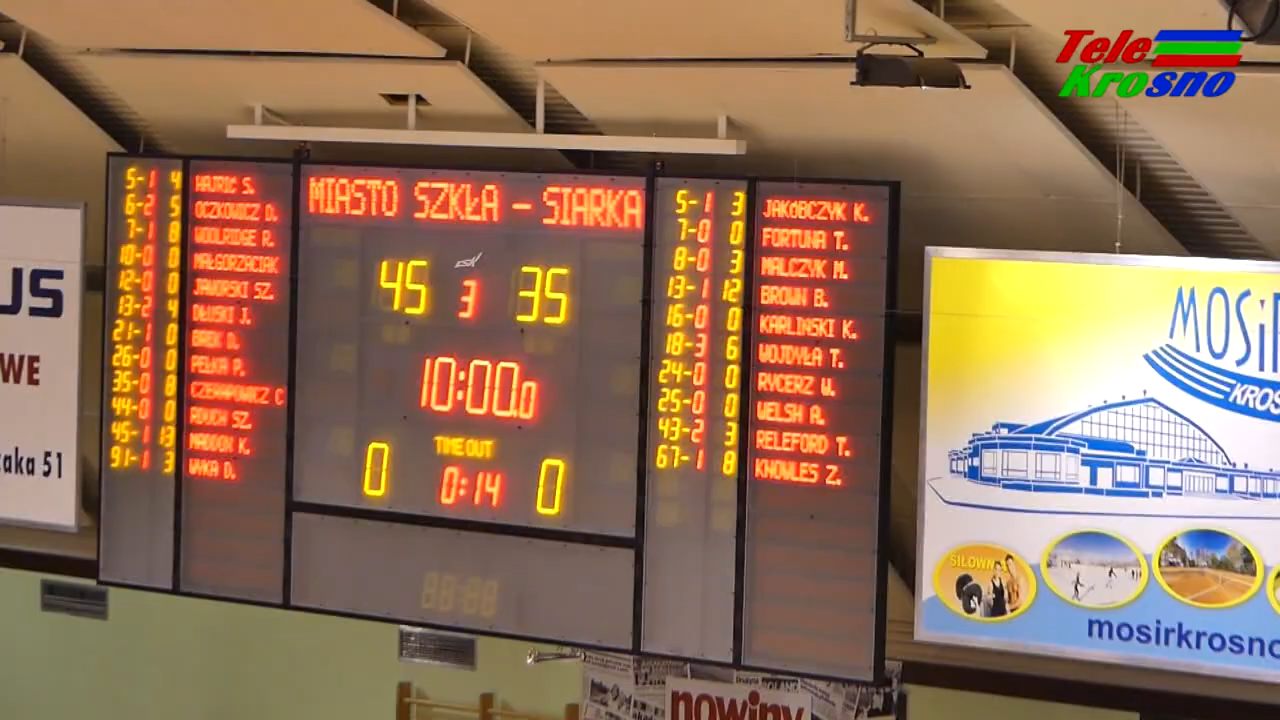 Tele
Krosno
MIASTO SZKŁA - SIARKA
45 3 35
10:00.0
TIME OUT
0 0:14 0
5-1 4 HAJRIC S.
6-2 5 OCZKOWICZ D.
7-1 8 WOOLRIDGE R.
10-0 0 MAŁGORZACIAK
12-0 0 JAWORSKI SZ.
13-2 4 DŁUSKI J.
21-1 0 BREK D.
26-0 0 PEŁKA P.
35-0 8 CZERAPOWICZ C
44-0 0 RDUCH SZ.
45-1 13 MADDOX K.
91-1 3 WYKA D.
5-1 3 JAKÓBCZYK K.
7-0 0 FORTUNA T.
8-0 3 MALCZYK M.
13-1 12 BROWN B.
16-0 0 KARLIŃSKI K.
18-3 6 WOJDYŁA T.
24-0 0 RYCERZ W.
25-0 0 WELSH A.
43-2 3 RELEFORD T.
67-1 8 KNOWLES Z.
US
WE
zaka 51
MOSiR
KROS
SIŁOWN
mosirkrosno
nowiny